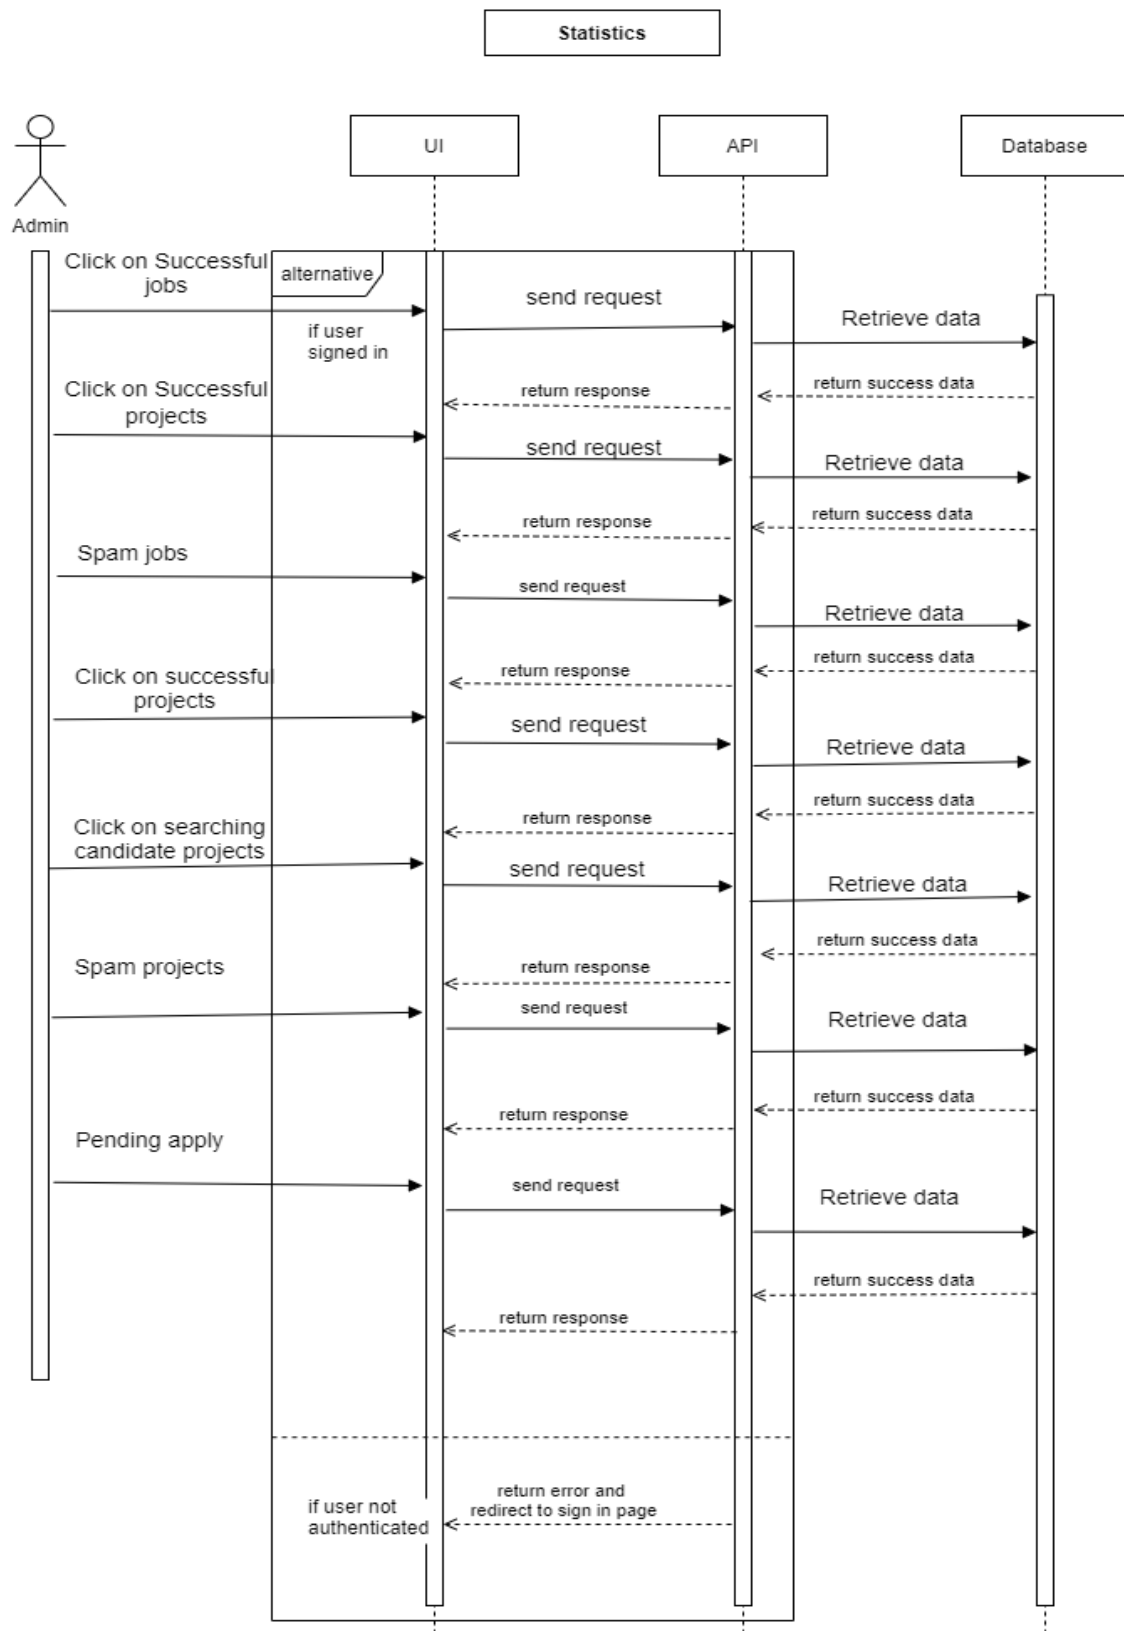 Statistics
UI
API
Database
Admin
Click on Successful
jobs
alternative
send request
Retrieve data
if user
signed in
return success data
Click on Successful
projects
return response
send request
Retrieve data
return success data
return response
Spam jobs
send request
Retrieve data
return success data
return response
Click on successful
projects
send request
Retrieve data
return success data
return response
Click on searching
candidate projects
send request
Retrieve data
return success data
return response
Spam projects
send request
Retrieve data
return success data
return response
Pending apply
send request
Retrieve data
return success data
return response
return error and
redirect to sign in page
if user not
authenticated